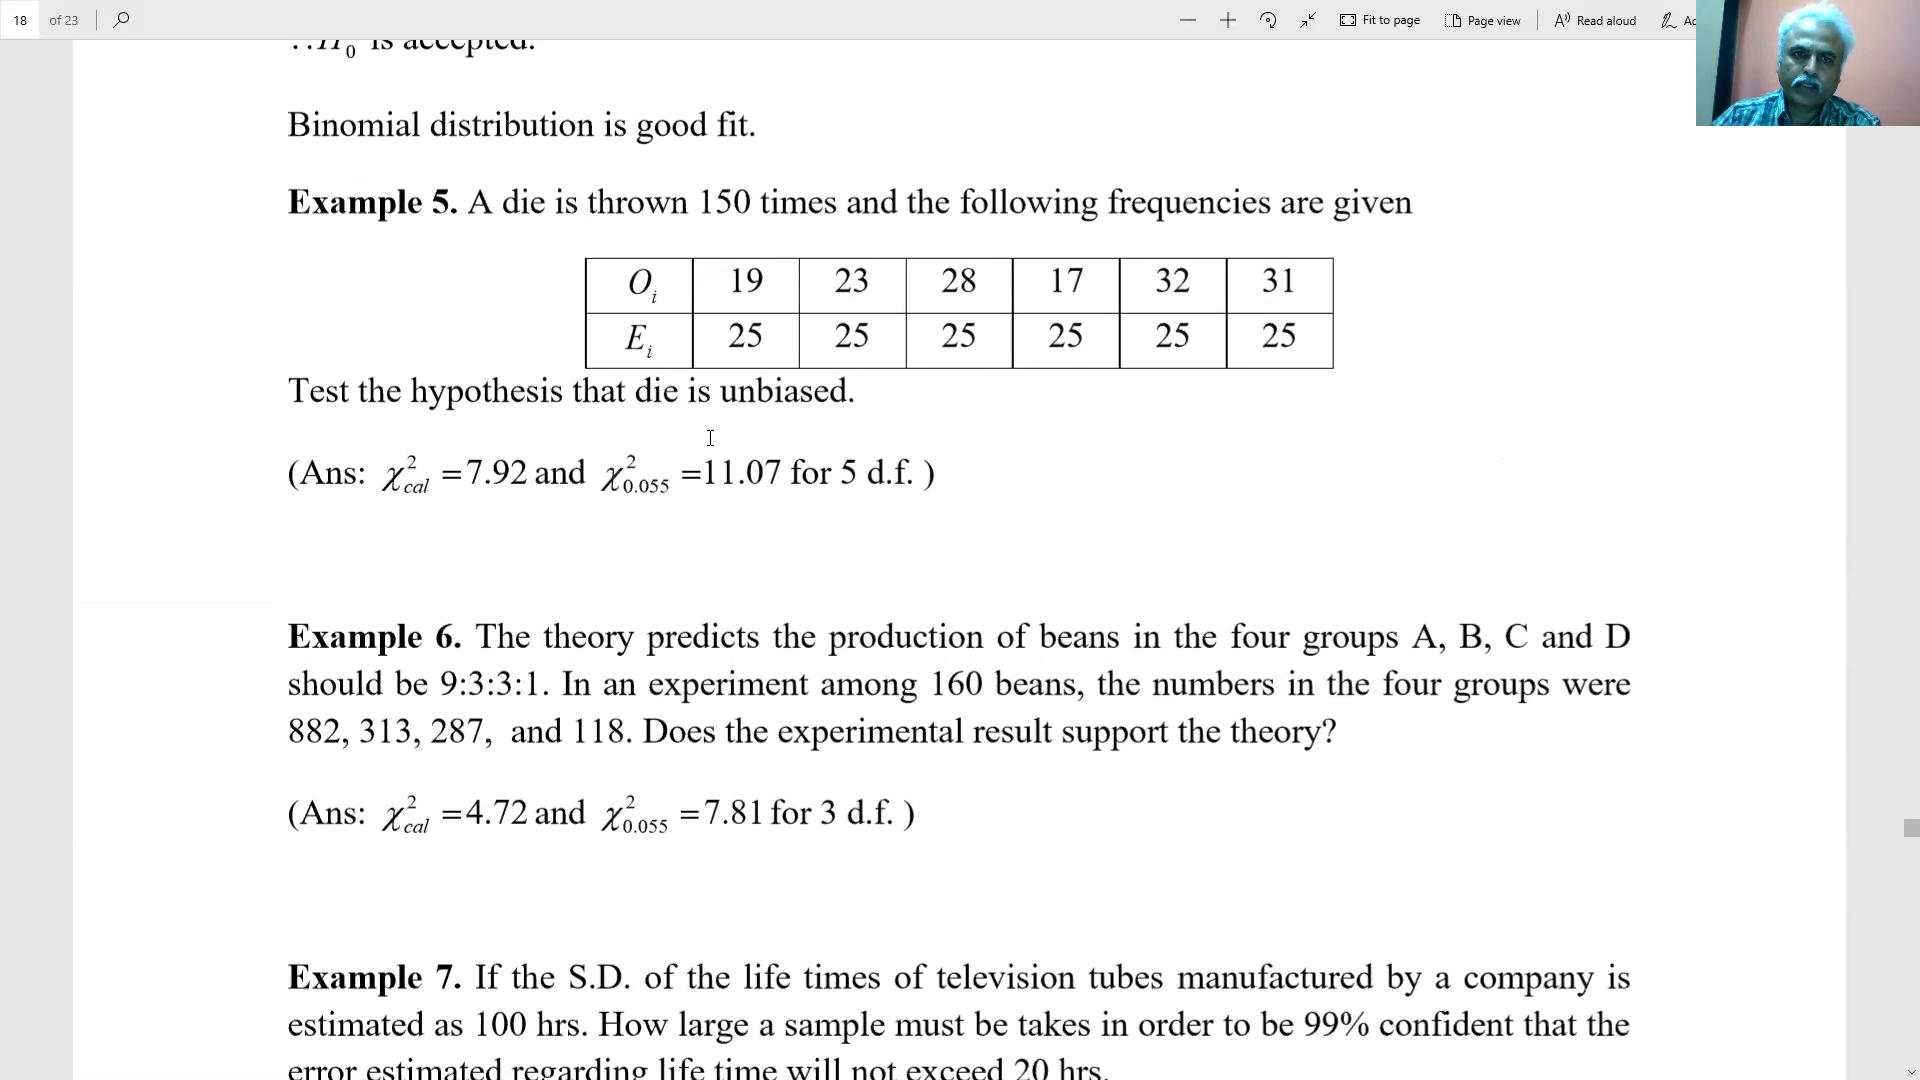 18 of 23 Fit to page Page view Read aloud
∴H₀ is accepted.
Binomial distribution is good fit.
Example 5. A die is thrown 150 times and the following frequencies are given
O_i 19 23 28 17 32 31
E_i 25 25 25 25 25 25
Test the hypothesis that die is unbiased.
(Ans: χ²_cal =7.92 and χ²_0.055 =11.07 for 5 d.f. )
Example 6. The theory predicts the production of beans in the four groups A, B, C and D
should be 9:3:3:1. In an experiment among 160 beans, the numbers in the four groups were
882, 313, 287, and 118. Does the experimental result support the theory?
(Ans: χ²_cal =4.72 and χ²_0.055 =7.81 for 3 d.f. )
Example 7. If the S.D. of the life times of television tubes manufactured by a company is
estimated as 100 hrs. How large a sample must be takes in order to be 99% confident that the
error estimated regarding life time will not exceed 20 hrs.